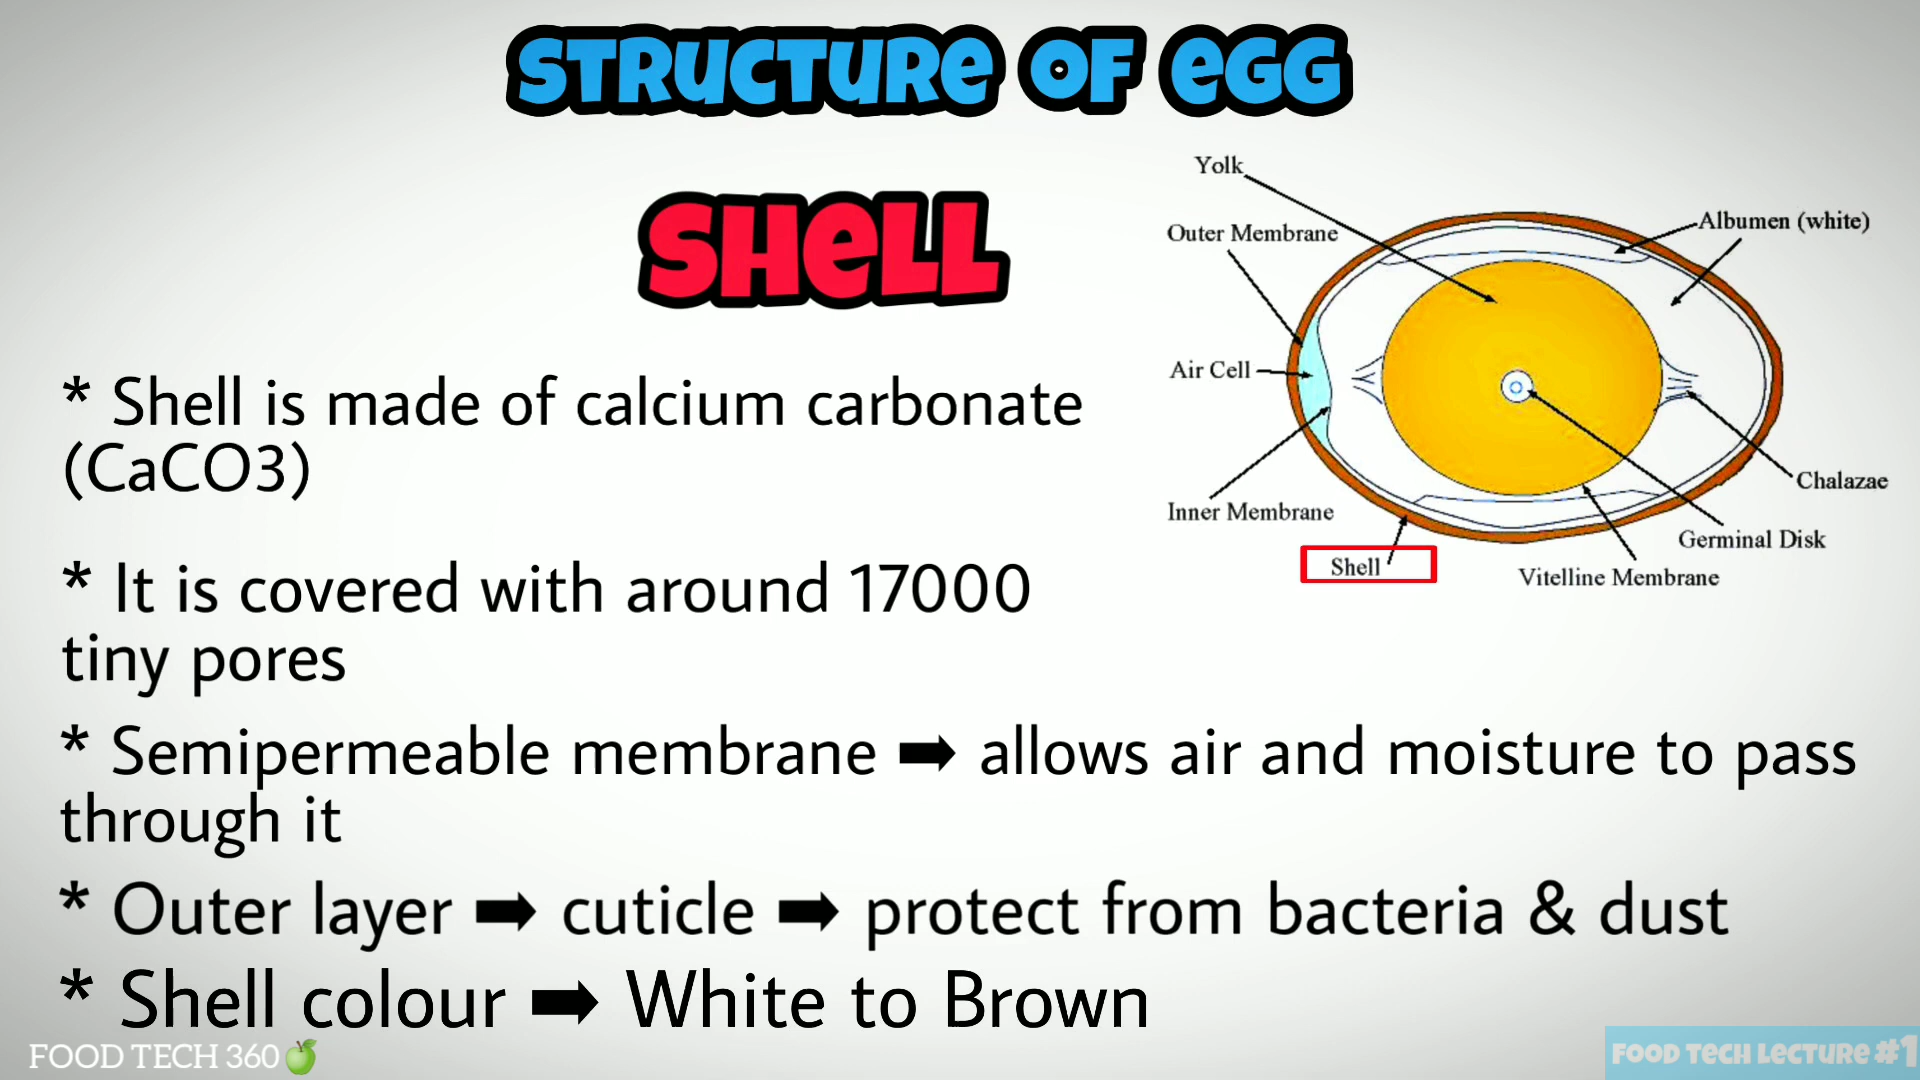 STRUCTURE OF EGG
SHELL
Yolk
Albumen (white)
Outer Membrane
Air Cell
Chalazae
Inner Membrane
Germinal Disk
Shell
Vitelline Membrane
* Shell is made of calcium carbonate
(CaCO3)
* It is covered with around 17000
tiny pores
* Semipermeable membrane ➡ allows air and moisture to pass
through it
* Outer layer ➡ cuticle ➡ protect from bacteria & dust
* Shell colour ➡ White to Brown
FOOD TECH 360🍏
FOOD TECH LECTURE #1